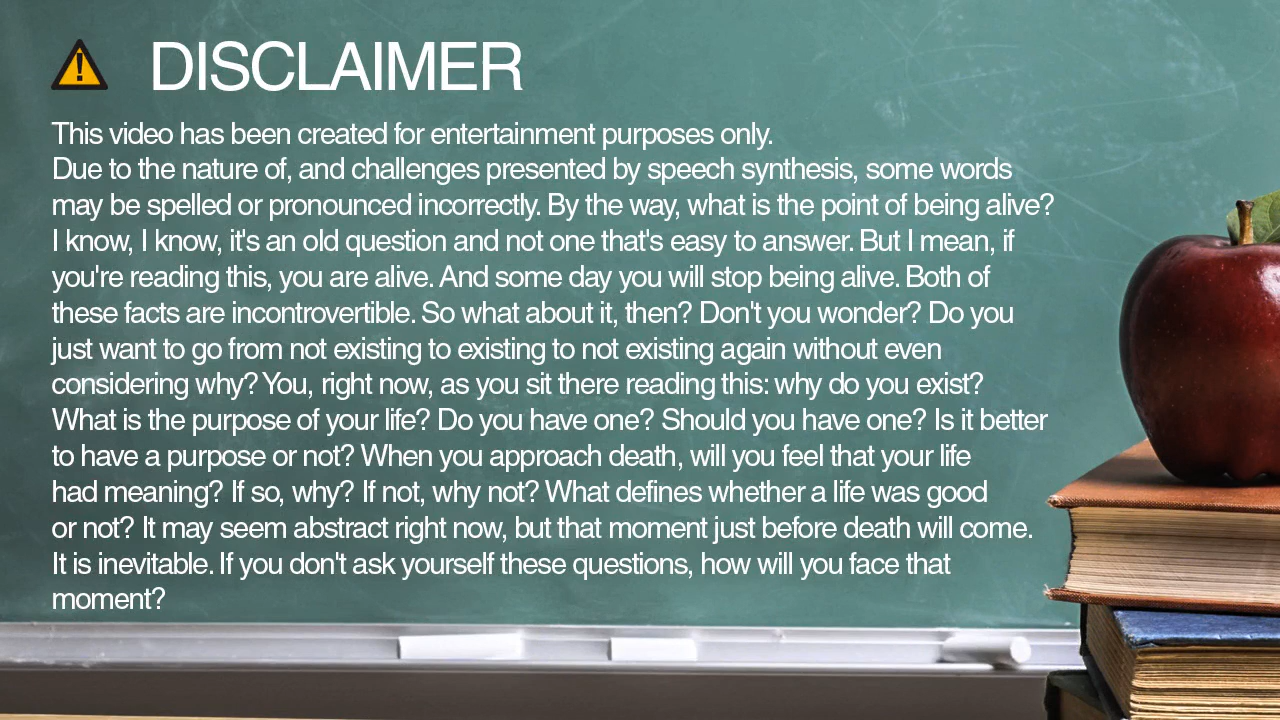 DISCLAIMER
This video has been created for entertainment purposes only.
Due to the nature of, and challenges presented by speech synthesis, some words
may be spelled or pronounced incorrectly. By the way, what is the point of being alive?
I know, I know, it's an old question and not one that's easy to answer. But I mean, if
you're reading this, you are alive. And some day you will stop being alive. Both of
these facts are incontrovertible. So what about it, then? Don't you wonder? Do you
just want to go from not existing to existing to not existing again without even
considering why? You, right now, as you sit there reading this: why do you exist?
What is the purpose of your life? Do you have one? Should you have one? Is it better
to have a purpose or not? When you approach death, will you feel that your life
had meaning? If so, why? If not, why not? What defines whether a life was good
or not? It may seem abstract right now, but that moment just before death will come.
It is inevitable. If you don't ask yourself these questions, how will you face that
moment?